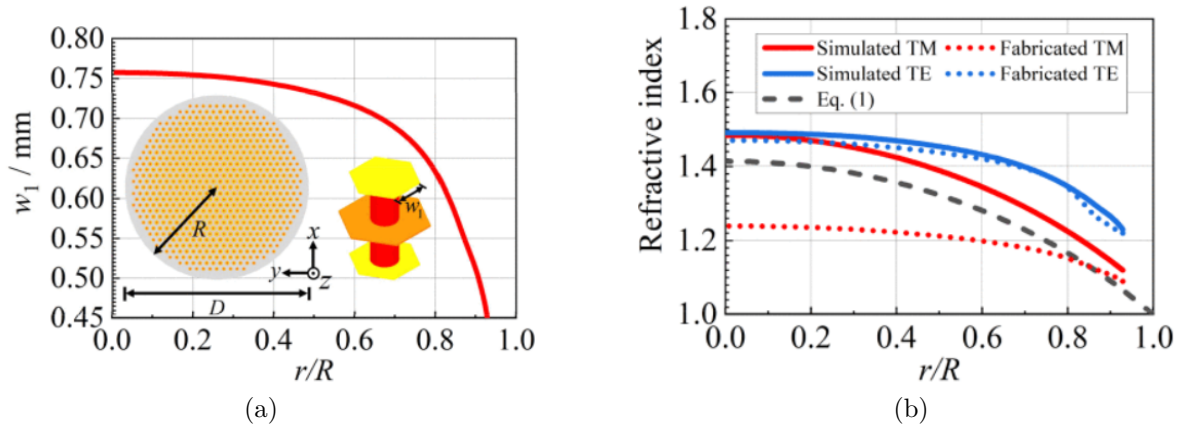 0.80
0.75
0.70
0.65
0.60
0.55
0.50
0.45
w₁ / mm
R
D
x
y
z
w₁
0.0 0.2 0.4 0.6 0.8 1.0
r/R
(a)
1.8
1.6
1.4
1.2
1.0
Refractive index
Simulated TM Fabricated TM
Simulated TE Fabricated TE
Eq. (1)
0.0 0.2 0.4 0.6 0.8 1.0
r/R
(b)